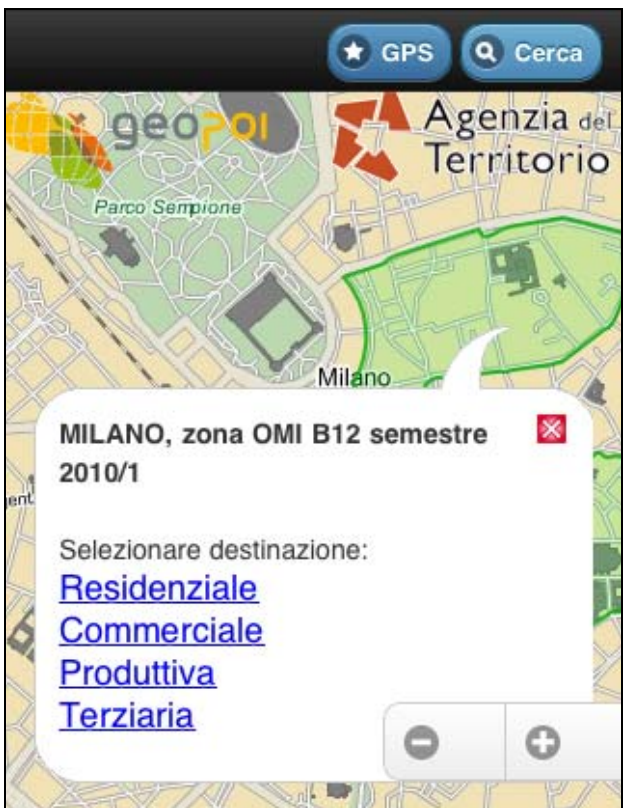 GPS
Cerca
geopoi
Agenzia del
Territorio
Parco Sempione
Milano
MILANO, zona OMI B12 semestre
2010/1
ent
Selezionare destinazione:
Residenziale
Commerciale
Produttiva
Terziaria